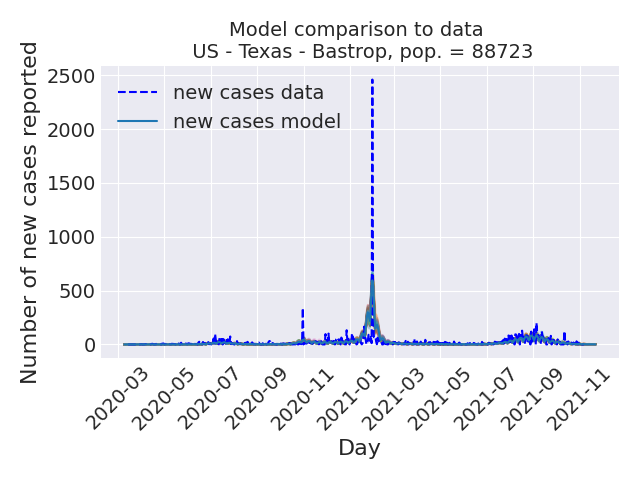 Model comparison to data
US - Texas - Bastrop, pop. = 88723
Number of new cases reported
2500
2000
1500
1000
500
0
new cases data
new cases model
2020-03
2020-05
2020-07
2020-09
2020-11
2021-01
2021-03
2021-05
2021-07
2021-09
2021-11
Day